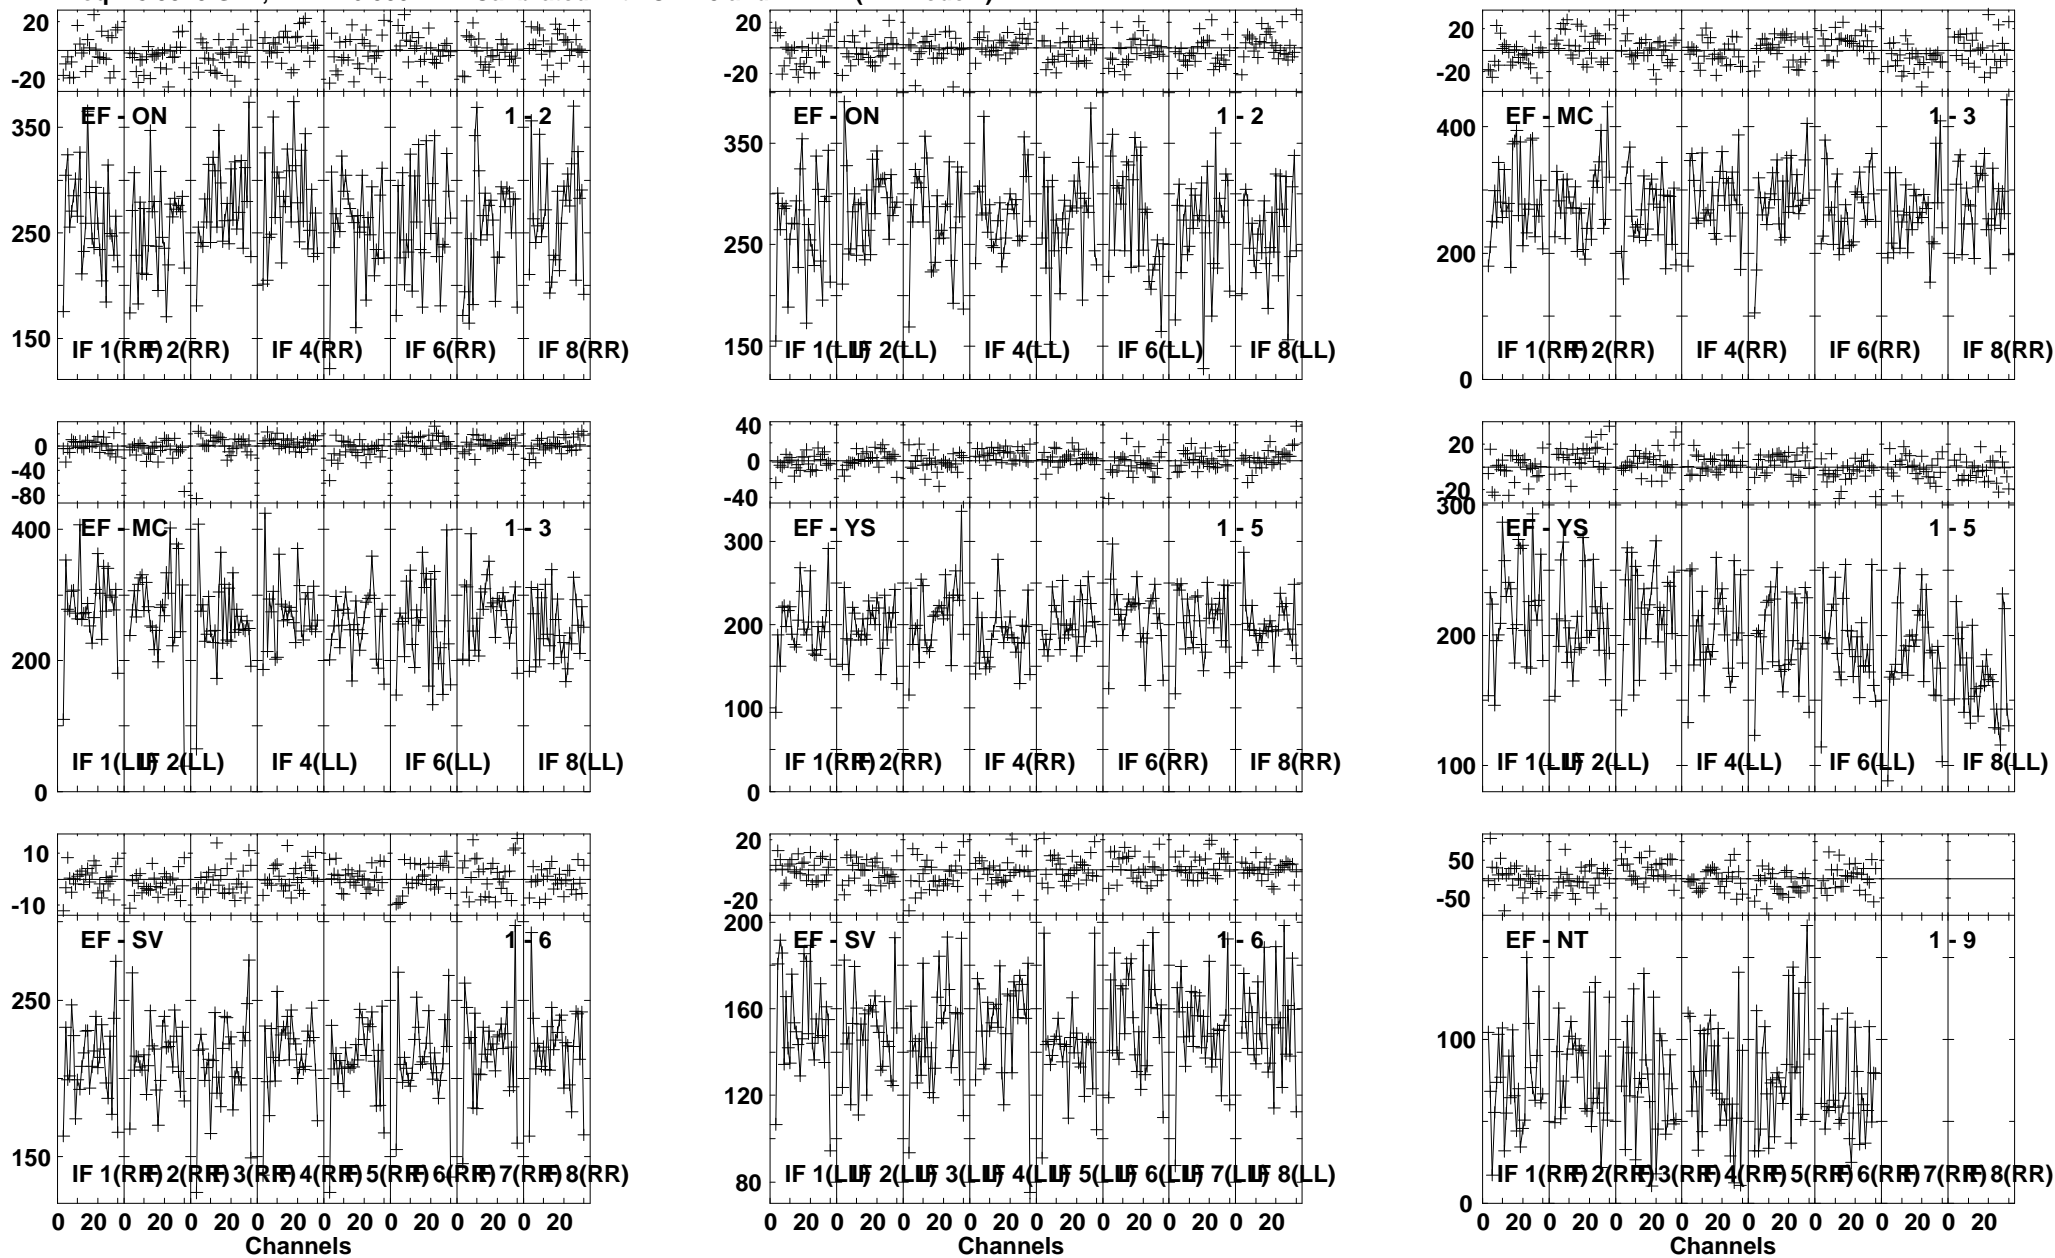 20
-20
EF - ON 1 - 2
350
250
150
IF 1(RR) IF 2(RR) IF 4(RR) IF 6(RR) IF 8(RR)
20
-20
EF - ON 1 - 2
350
250
150
IF 1(LL) IF 2(LL) IF 4(LL) IF 6(LL) IF 8(LL)
20
-20
EF - MC 1 - 3
400
200
0
IF 1(RR) IF 2(RR) IF 4(RR) IF 6(RR) IF 8(RR)
0
-40
-80
EF - MC 1 - 3
400
200
0
IF 1(LL) IF 2(LL) IF 4(LL) IF 6(LL) IF 8(LL)
40
0
-40
EF - YS 1 - 5
300
200
100
0
IF 1(RR) IF 2(RR) IF 4(RR) IF 6(RR) IF 8(RR)
20
-20
300
EF - YS 1 - 5
200
100
IF 1(LL) IF 2(LL) IF 4(LL) IF 6(LL) IF 8(LL)
10
-10
EF - SV 1 - 6
250
150
IF 1(RR) IF 2(RR) IF 3(RR) IF 4(RR) IF 5(RR) IF 6(RR) IF 7(RR) IF 8(RR)
0 20 0 20 0 20 0 20 0 20 0 20 0 20 0 20
Channels
20
-20
200
EF - SV 1 - 6
160
120
80
IF 1(LL) IF 2(LL) IF 3(LL) IF 4(LL) IF 5(LL) IF 6(LL) IF 7(LL) IF 8(LL)
0 20 0 20 0 20 0 20 0 20 0 20 0 20 0 20
Channels
50
-50
EF - NT 1 - 9
100
0
IF 1(RR) IF 2(RR) IF 3(RR) IF 4(RR) IF 5(RR) IF 6(RR) IF 7(RR) IF 8(RR)
0 20 0 20 0 20 0 20 0 20 0 20 0 20 0 20
Channels